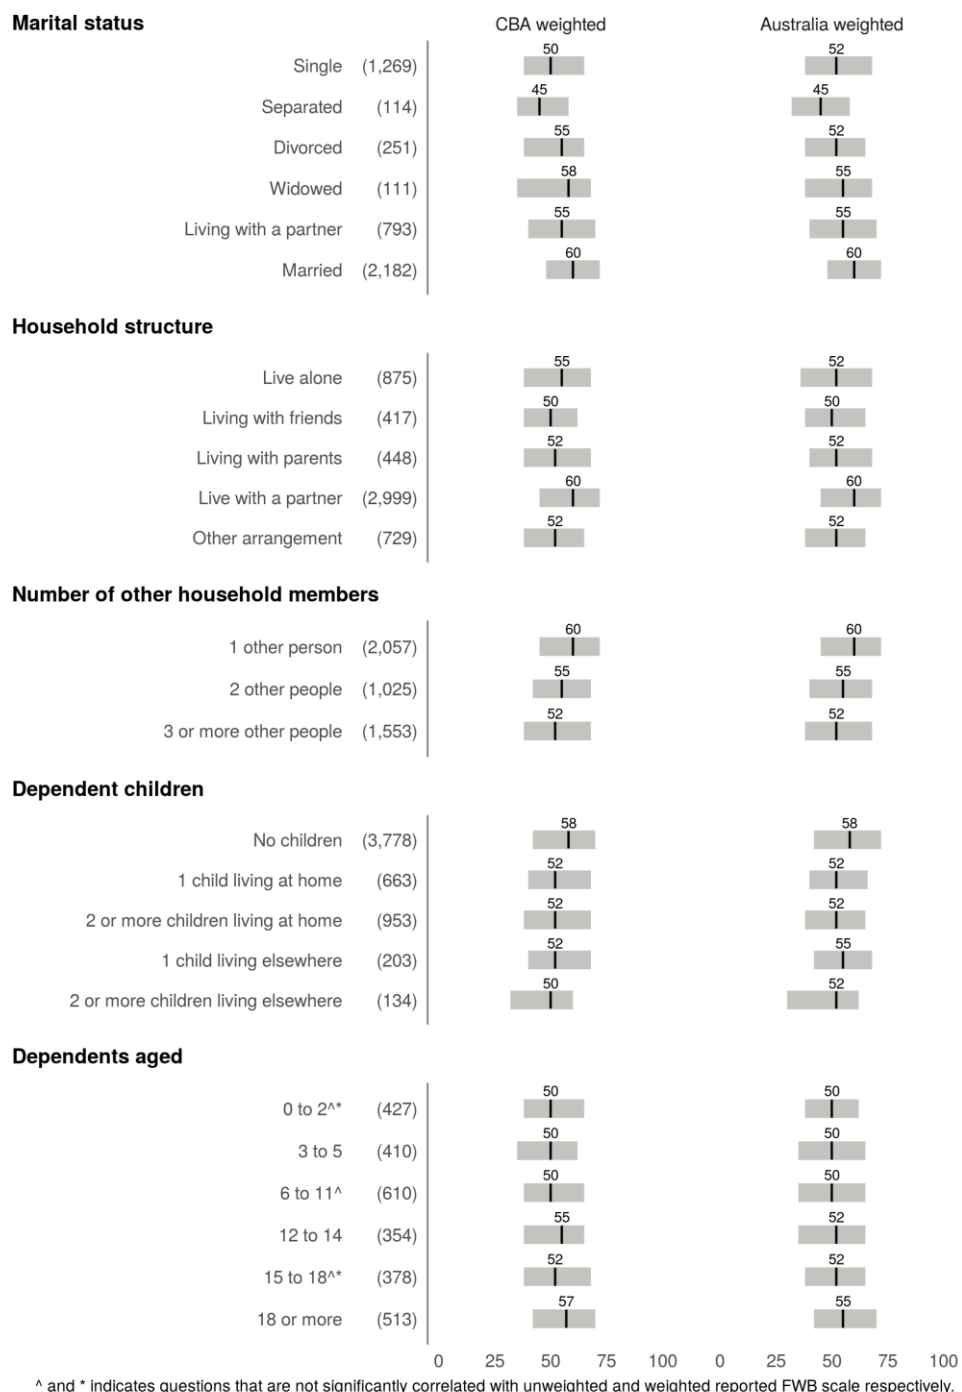 Marital status CBA weighted Australia weighted
Single (1,269) 50 52
Separated (114) 45 45
Divorced (251) 55 52
Widowed (111) 58 55
Living with a partner (793) 55 55
Married (2,182) 60 60
Household structure
Live alone (875) 55 52
Living with friends (417) 50 50
Living with parents (448) 52 52
Live with a partner (2,999) 60 60
Other arrangement (729) 52 52
Number of other household members
1 other person (2,057) 60 60
2 other people (1,025) 55 55
3 or more other people (1,553) 52 52
Dependent children
No children (3,778) 58 58
1 child living at home (663) 52 52
2 or more children living at home (953) 52 52
1 child living elsewhere (203) 52 55
2 or more children living elsewhere (134) 50 52
Dependents aged
0 to 2^* (427) 50 50
3 to 5 (410) 50 50
6 to 11^ (610) 50 50
12 to 14 (354) 55 52
15 to 18^* (378) 52 52
18 or more (513) 57 55
0 25 50 75 100 0 25 50 75 100
^ and * indicates questions that are not significantly correlated with unweighted and weighted reported FWB scale respectively.